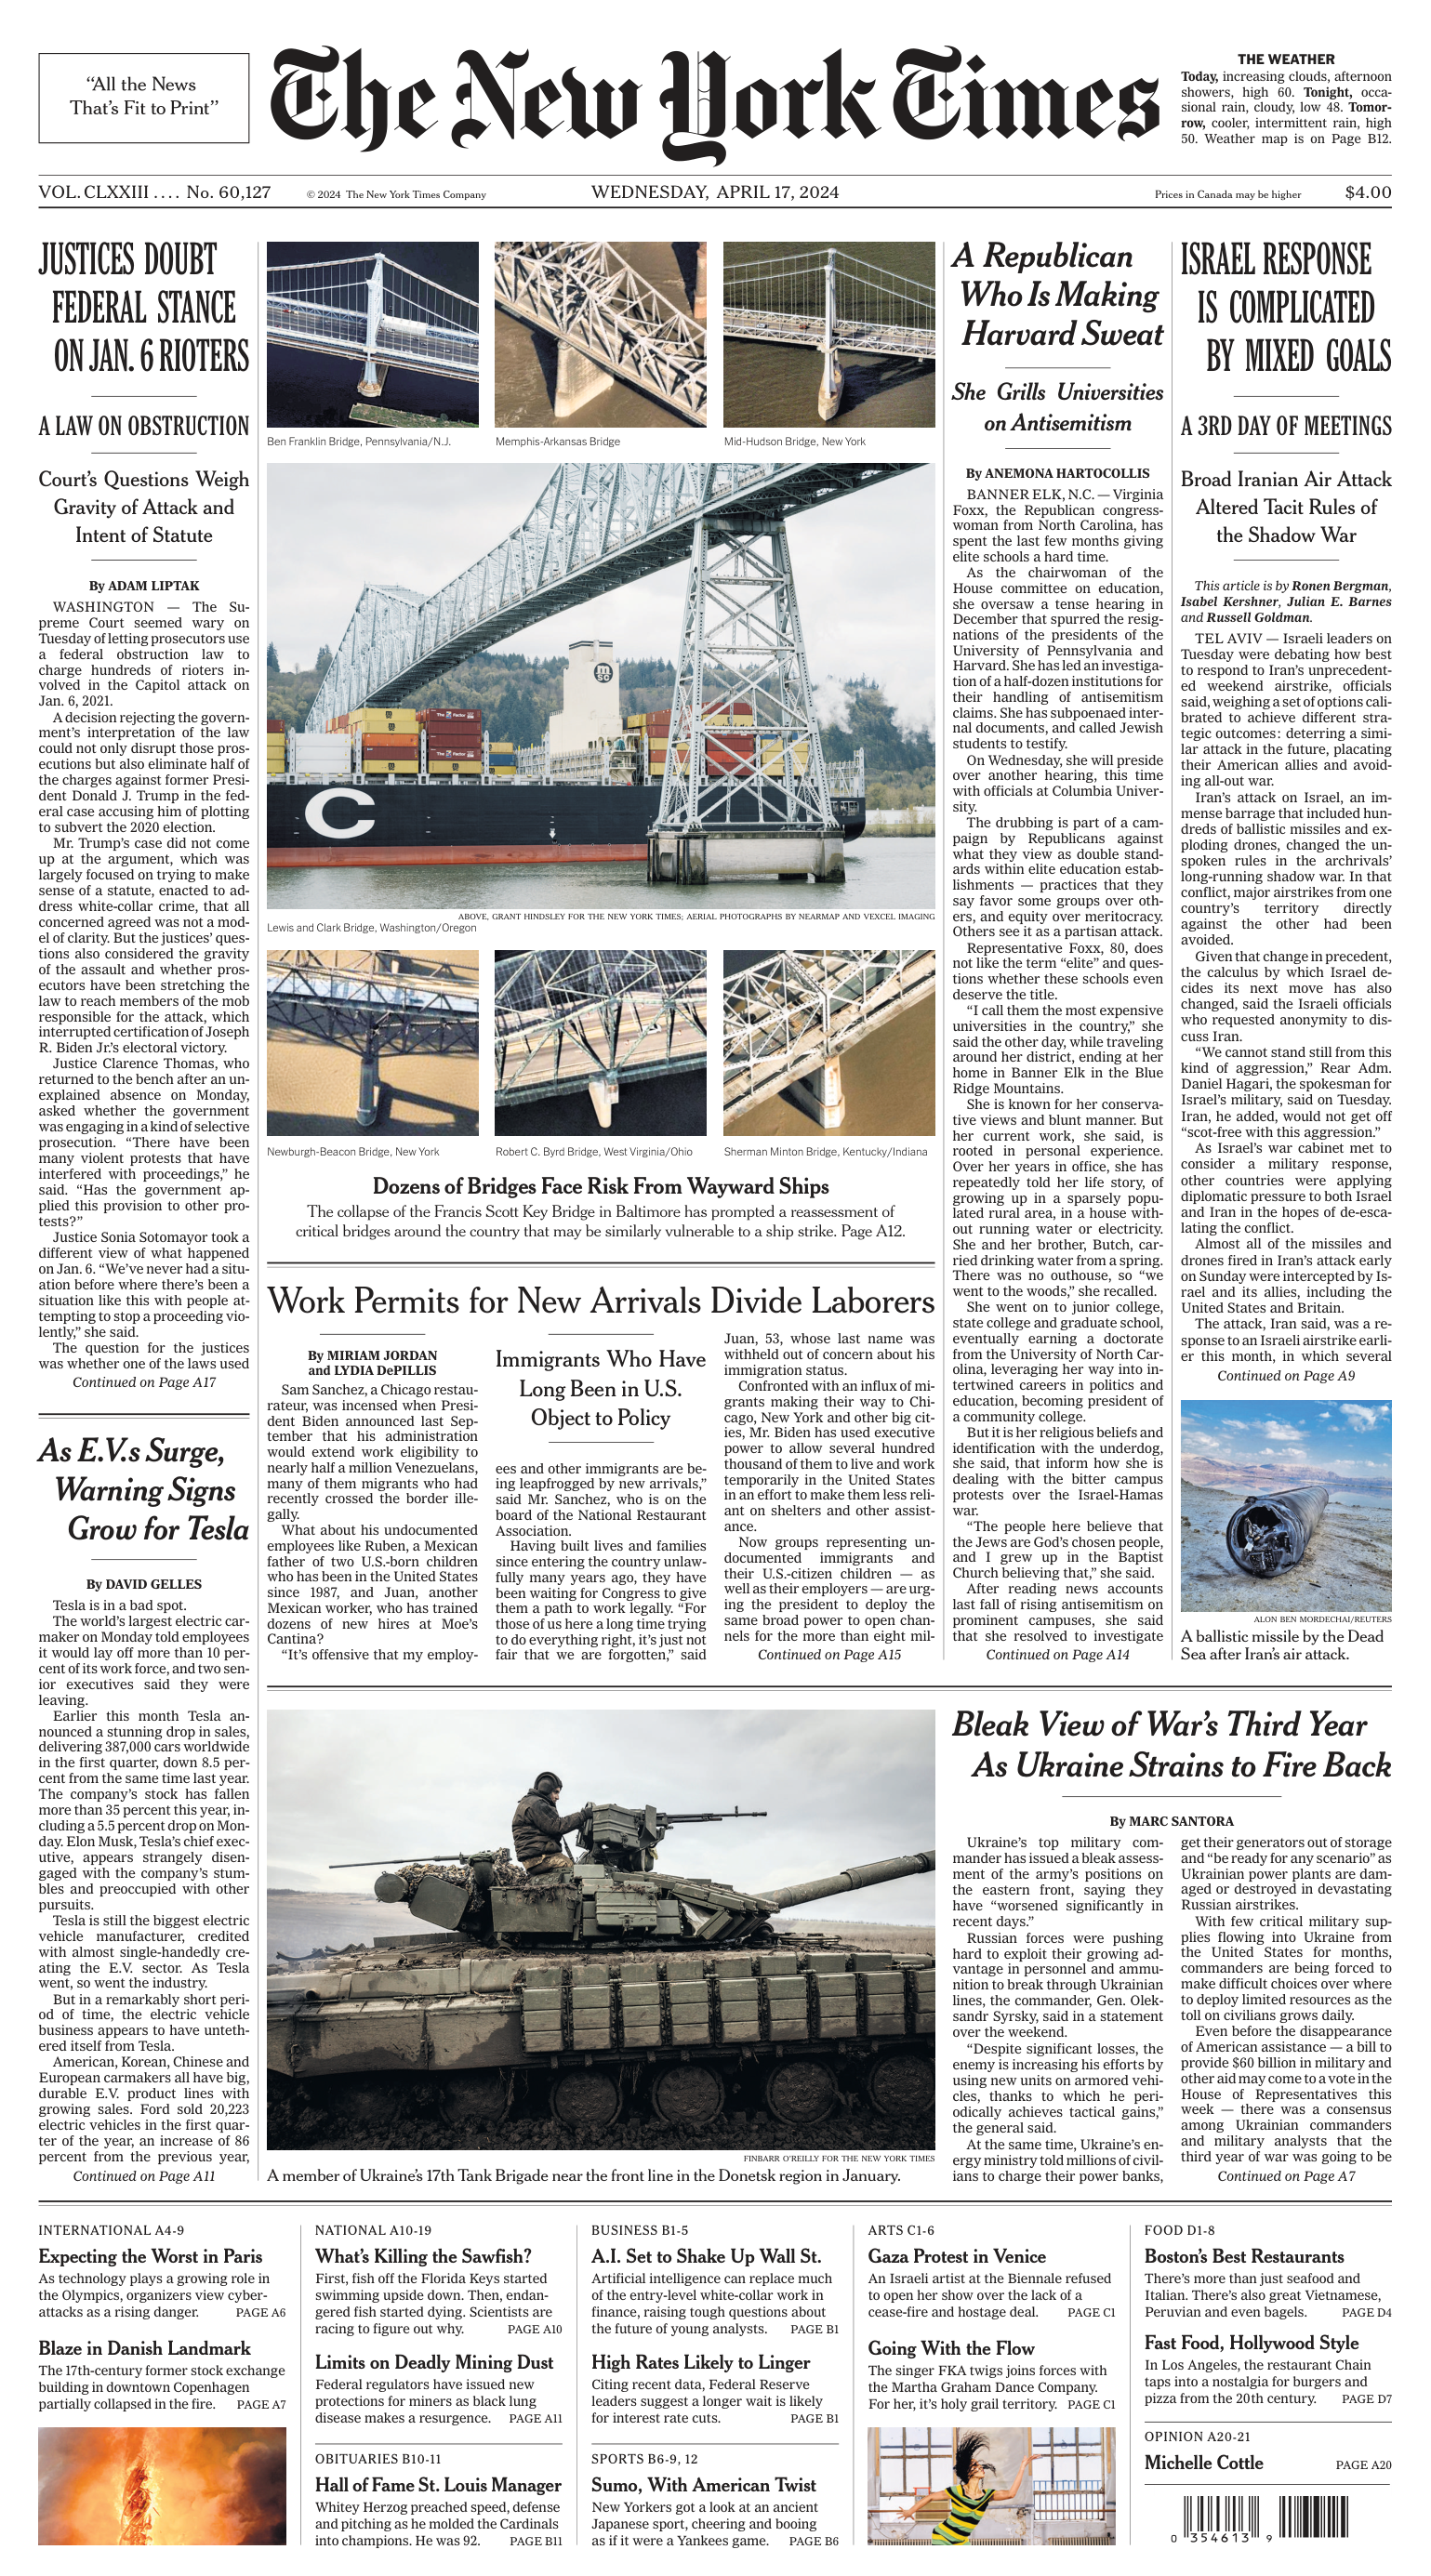 “All the News
That’s Fit to Print”
The New York Times
THE WEATHER
Today, increasing clouds, afternoon
showers, high 60. Tonight, occa-
sional rain, cloudy, low 48. Tomor-
row, cooler, intermittent rain, high
50. Weather map is on Page B12.
VOL. CLXXIII .... No. 60,127
© 2024 The New York Times Company
WEDNESDAY, APRIL 17, 2024
Prices in Canada may be higher
$4.00
JUSTICES DOUBT
FEDERAL STANCE
ON JAN. 6 RIOTERS
A LAW ON OBSTRUCTION
Court’s Questions Weigh
Gravity of Attack and
Intent of Statute
By ADAM LIPTAK
WASHINGTON — The Su-
preme Court seemed wary on
Tuesday of letting prosecutors use
a federal obstruction law to
charge hundreds of rioters in-
volved in the Capitol attack on
Jan. 6, 2021.
A decision rejecting the govern-
ment’s interpretation of the law
could not only disrupt those pros-
ecutions but also eliminate half of
the charges against former Presi-
dent Donald J. Trump in the fed-
eral case accusing him of plotting
to subvert the 2020 election.
Mr. Trump’s case did not come
up at the argument, which was
largely focused on trying to make
sense of a statute, enacted to ad-
dress white-collar crime, that all
concerned agreed was not a mod-
el of clarity. But the justices’ ques-
tions also considered the gravity
of the assault and whether pros-
ecutors have been stretching the
law to reach members of the mob
responsible for the attack, which
interrupted certification of Joseph
R. Biden Jr.’s electoral victory.
Justice Clarence Thomas, who
returned to the bench after an un-
explained absence on Monday,
asked whether the government
was engaging in a kind of selective
prosecution. “There have been
many violent protests that have
interfered with proceedings,” he
said. “Has the government ap-
plied this provision to other pro-
tests?”
Justice Sonia Sotomayor took a
different view of what happened
on Jan. 6. “We’ve never had a situ-
ation before where there’s been a
situation like this with people at-
tempting to stop a proceeding vio-
lently,” she said.
The question for the justices
was whether one of the laws used
Continued on Page A17
As E.V.s Surge,
Warning Signs
Grow for Tesla
By DAVID GELLES
Tesla is in a bad spot.
The world’s largest electric car-
maker on Monday told employees
it would lay off more than 10 per-
cent of its work force, and two sen-
ior executives said they were
leaving.
Earlier this month Tesla an-
nounced a stunning drop in sales,
delivering 387,000 cars worldwide
in the first quarter, down 8.5 per-
cent from the same time last year.
The company’s stock has fallen
more than 35 percent this year, in-
cluding a 5.5 percent drop on Mon-
day. Elon Musk, Tesla’s chief exec-
utive, appears strangely disen-
gaged with the company’s stum-
bles and preoccupied with other
pursuits.
Tesla is still the biggest electric
vehicle manufacturer, credited
with almost single-handedly cre-
ating the E.V. sector. As Tesla
went, so went the industry.
But in a remarkably short peri-
od of time, the electric vehicle
business appears to have unteth-
ered itself from Tesla.
American, Korean, Chinese and
European carmakers all have big,
durable E.V. product lines with
growing sales. Ford sold 20,223
electric vehicles in the first quar-
ter of the year, an increase of 86
percent from the previous year,
Continued on Page A11
Ben Franklin Bridge, Pennsylvania/N.J.
Memphis-Arkansas Bridge
Mid-Hudson Bridge, New York
msc
C
ABOVE, GRANT HINDSLEY FOR THE NEW YORK TIMES; AERIAL PHOTOGRAPHS BY NEARMAP AND VEXCEL IMAGING
Lewis and Clark Bridge, Washington/Oregon
Newburgh-Beacon Bridge, New York
Robert C. Byrd Bridge, West Virginia/Ohio
Sherman Minton Bridge, Kentucky/Indiana
Dozens of Bridges Face Risk From Wayward Ships
The collapse of the Francis Scott Key Bridge in Baltimore has prompted a reassessment of
critical bridges around the country that may be similarly vulnerable to a ship strike. Page A12.
Work Permits for New Arrivals Divide Laborers
By MIRIAM JORDAN
and LYDIA DePILLIS
Sam Sanchez, a Chicago restau-
rateur, was incensed when Presi-
dent Biden announced last Sep-
tember that his administration
would extend work eligibility to
nearly half a million Venezuelans,
many of them migrants who had
recently crossed the border ille-
gally.
What about his undocumented
employees like Ruben, a Mexican
father of two U.S.-born children
who has been in the United States
since 1987, and Juan, another
Mexican worker, who has trained
dozens of new hires at Moe’s
Cantina?
“It’s offensive that my employ-
Immigrants Who Have
Long Been in U.S.
Object to Policy
ees and other immigrants are be-
ing leapfrogged by new arrivals,”
said Mr. Sanchez, who is on the
board of the National Restaurant
Association.
Having built lives and families
since entering the country unlaw-
fully many years ago, they have
been waiting for Congress to give
them a path to work legally. “For
those of us here a long time trying
to do everything right, it’s just not
fair that we are forgotten,” said
Juan, 53, whose last name was
withheld out of concern about his
immigration status.
Confronted with an influx of mi-
grants making their way to Chi-
cago, New York and other big cit-
ies, Mr. Biden has used executive
power to allow several hundred
thousand of them to live and work
temporarily in the United States
in an effort to make them less reli-
ant on shelters and other assist-
ance.
Now groups representing un-
documented immigrants and
their U.S.-citizen children — as
well as their employers — are urg-
ing the president to deploy the
same broad power to open chan-
nels for the more than eight mil-
Continued on Page A15
A Republican
Who Is Making
Harvard Sweat
She Grills Universities
on Antisemitism
By ANEMONA HARTOCOLLIS
BANNER ELK, N.C. — Virginia
Foxx, the Republican congress-
woman from North Carolina, has
spent the last few months giving
elite schools a hard time.
As the chairwoman of the
House committee on education,
she oversaw a tense hearing in
December that spurred the resig-
nations of the presidents of the
University of Pennsylvania and
Harvard. She has led an investiga-
tion of a half-dozen institutions for
their handling of antisemitism
claims. She has subpoenaed inter-
nal documents, and called Jewish
students to testify.
On Wednesday, she will preside
over another hearing, this time
with officials at Columbia Univer-
sity.
The drubbing is part of a cam-
paign by Republicans against
what they view as double stand-
ards within elite education estab-
lishments — practices that they
say favor some groups over oth-
ers, and equity over meritocracy.
Others see it as a partisan attack.
Representative Foxx, 80, does
not like the term “elite” and ques-
tions whether these schools even
deserve the title.
“I call them the most expensive
universities in the country,” she
said the other day, while traveling
around her district, ending at her
home in Banner Elk in the Blue
Ridge Mountains.
She is known for her conserva-
tive views and blunt manner. But
her current work, she said, is
rooted in personal experience.
Over her years in office, she has
repeatedly told her life story, of
growing up in a sparsely popu-
lated rural area, in a house with-
out running water or electricity.
She and her brother, Butch, car-
ried drinking water from a spring.
There was no outhouse, so “we
went to the woods,” she recalled.
She went on to junior college,
state college and graduate school,
eventually earning a doctorate
from the University of North Car-
olina, leveraging her way into in-
tertwined careers in politics and
education, becoming president of
a community college.
But it is her religious beliefs and
identification with the underdog,
she said, that inform how she is
dealing with the bitter campus
protests over the Israel-Hamas
war.
“The people here believe that
the Jews are God’s chosen people,
and I grew up in the Baptist
Church believing that,” she said.
After reading news accounts
last fall of rising antisemitism on
prominent campuses, she said
that she resolved to investigate
Continued on Page A14
ISRAEL RESPONSE
IS COMPLICATED
BY MIXED GOALS
A 3RD DAY OF MEETINGS
Broad Iranian Air Attack
Altered Tacit Rules of
the Shadow War
This article is by Ronen Bergman,
Isabel Kershner, Julian E. Barnes
and Russell Goldman.
TEL AVIV — Israeli leaders on
Tuesday were debating how best
to respond to Iran’s unprecedent-
ed weekend airstrike, officials
said, weighing a set of options cali-
brated to achieve different stra-
tegic outcomes: deterring a simi-
lar attack in the future, placating
their American allies and avoid-
ing all-out war.
Iran’s attack on Israel, an im-
mense barrage that included hun-
dreds of ballistic missiles and ex-
ploding drones, changed the un-
spoken rules in the archrivals’
long-running shadow war. In that
conflict, major airstrikes from one
country’s territory directly
against the other had been
avoided.
Given that change in precedent,
the calculus by which Israel de-
cides its next move has also
changed, said the Israeli officials
who requested anonymity to dis-
cuss Iran.
“We cannot stand still from this
kind of aggression,” Rear Adm.
Daniel Hagari, the spokesman for
Israel’s military, said on Tuesday.
Iran, he added, would not get off
“scot-free with this aggression.”
As Israel’s war cabinet met to
consider a military response,
other countries were applying
diplomatic pressure to both Israel
and Iran in the hopes of de-esca-
lating the conflict.
Almost all of the missiles and
drones fired in Iran’s attack early
on Sunday were intercepted by Is-
rael and its allies, including the
United States and Britain.
The attack, Iran said, was a re-
sponse to an Israeli airstrike earli-
er this month, in which several
Continued on Page A9
ALON BEN MORDECHAI/REUTERS
A ballistic missile by the Dead
Sea after Iran’s air attack.
FINBARR O’REILLY FOR THE NEW YORK TIMES
A member of Ukraine’s 17th Tank Brigade near the front line in the Donetsk region in January.
Bleak View of War’s Third Year
As Ukraine Strains to Fire Back
By MARC SANTORA
Ukraine’s top military com-
mander has issued a bleak assess-
ment of the army’s positions on
the eastern front, saying they
have “worsened significantly in
recent days.”
Russian forces were pushing
hard to exploit their growing ad-
vantage in personnel and ammu-
nition to break through Ukrainian
lines, the commander, Gen. Olek-
sandr Syrsky, said in a statement
over the weekend.
“Despite significant losses, the
enemy is increasing his efforts by
using new units on armored vehi-
cles, thanks to which he peri-
odically achieves tactical gains,”
the general said.
At the same time, Ukraine’s en-
ergy ministry told millions of civil-
ians to charge their power banks,
get their generators out of storage
and “be ready for any scenario” as
Ukrainian power plants are dam-
aged or destroyed in devastating
Russian airstrikes.
With few critical military sup-
plies flowing into Ukraine from
the United States for months,
commanders are being forced to
make difficult choices over where
to deploy limited resources as the
toll on civilians grows daily.
Even before the disappearance
of American assistance — a bill to
provide $60 billion in military and
other aid may come to a vote in the
House of Representatives this
week — there was a consensus
among Ukrainian commanders
and military analysts that the
third year of war was going to be
Continued on Page A7
INTERNATIONAL A4-9
Expecting the Worst in Paris
As technology plays a growing role in
the Olympics, organizers view cyber-
attacks as a rising danger. PAGE A6
Blaze in Danish Landmark
The 17th-century former stock exchange
building in downtown Copenhagen
partially collapsed in the fire. PAGE A7
NATIONAL A10-19
What’s Killing the Sawfish?
First, fish off the Florida Keys started
swimming upside down. Then, endan-
gered fish started dying. Scientists are
racing to figure out why. PAGE A10
Limits on Deadly Mining Dust
Federal regulators have issued new
protections for miners as black lung
disease makes a resurgence. PAGE A11
OBITUARIES B10-11
Hall of Fame St. Louis Manager
Whitey Herzog preached speed, defense
and pitching as he molded the Cardinals
into champions. He was 92. PAGE B11
BUSINESS B1-5
A.I. Set to Shake Up Wall St.
Artificial intelligence can replace much
of the entry-level white-collar work in
finance, raising tough questions about
the future of young analysts. PAGE B1
High Rates Likely to Linger
Citing recent data, Federal Reserve
leaders suggest a longer wait is likely
for interest rate cuts. PAGE B1
SPORTS B6-9, 12
Sumo, With American Twist
New Yorkers got a look at an ancient
Japanese sport, cheering and booing
as if it were a Yankees game. PAGE B6
ARTS C1-6
Gaza Protest in Venice
An Israeli artist at the Biennale refused
to open her show over the lack of a
cease-fire and hostage deal. PAGE C1
Going With the Flow
The singer FKA twigs joins forces with
the Martha Graham Dance Company.
For her, it’s holy grail territory. PAGE C1
FOOD D1-8
Boston’s Best Restaurants
There’s more than just seafood and
Italian. There’s also great Vietnamese,
Peruvian and even bagels. PAGE D4
Fast Food, Hollywood Style
In Los Angeles, the restaurant Chain
taps into a nostalgia for burgers and
pizza from the 20th century. PAGE D7
OPINION A20-21
Michelle Cottle PAGE A20
0 354613 9